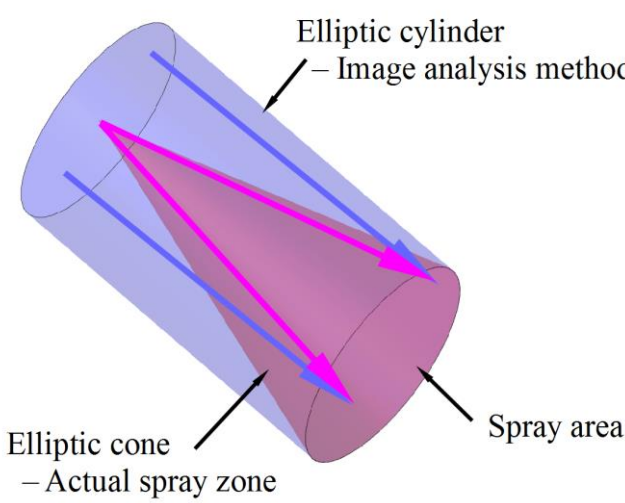 Elliptic cylinder
– Image analysis method
Elliptic cone
– Actual spray zone
Spray area